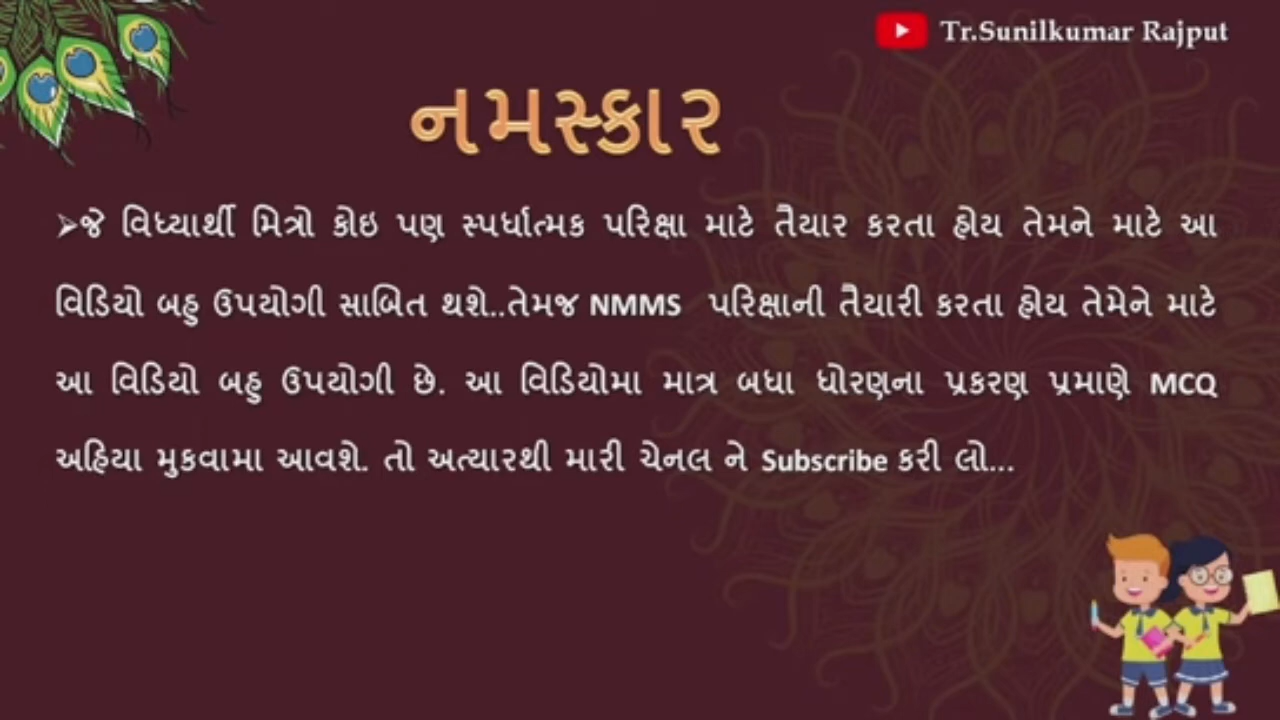 Tr.Sunilkumar Rajput
નમસ્કાર
➢જે વિધ્યાર્થી મિત્રો કોઇ પણ સ્પર્ધાત્મક પરિક્ષા માટે તૈયાર કરતા હોય તેમને માટે આ
વિડિયો બહુ ઉપયોગી સાબિત થશે..તેમજ NMMS પરિક્ષાની તૈયારી કરતા હોય તેમેને માટે
આ વિડિયો બહુ ઉપયોગી છે. આ વિડિયોમા માત્ર બધા ધોરણના પ્રકરણ પ્રમાણે MCQ
અહિયા મુકવામા આવશે. તો અત્યારથી મારી ચેનલ ને Subscribe કરી લો...